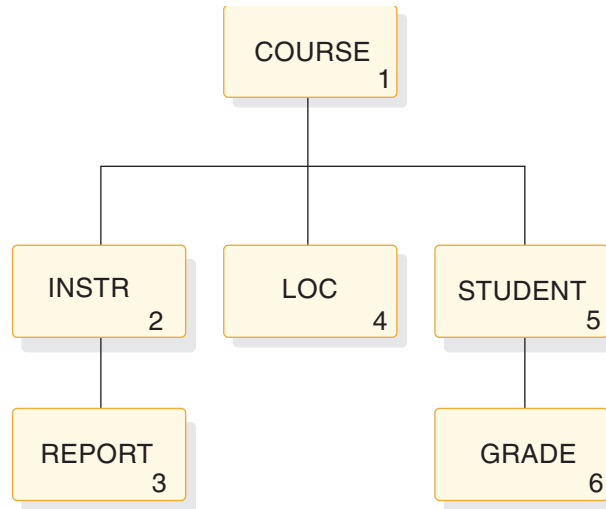 COURSE
1
INSTR
2
LOC
4
STUDENT
5
REPORT
3
GRADE
6